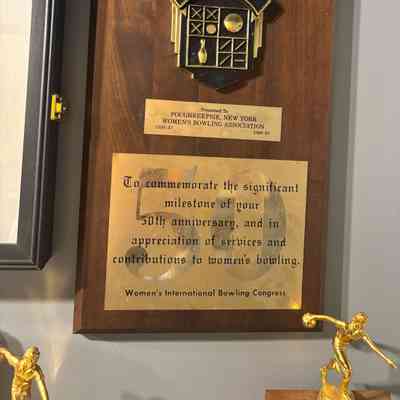 Presented To
POUGHKEEPSIE, NEW YORK
WOMEN'S BOWLING ASSOCIATION
To commemorate the significant
milestone of your
50th anniversary, and in
appreciation of services and
contributions to women's bowling.
Women's International Bowling Congress